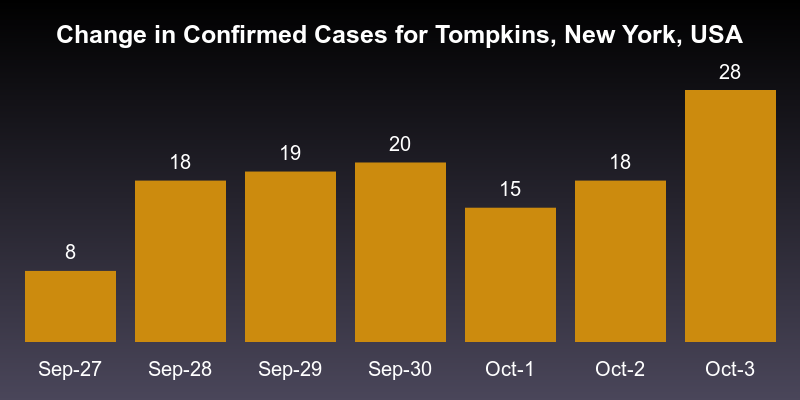 Change in Confirmed Cases for Tompkins, New York, USA
8
18
19
20
15
18
28
Sep-27
Sep-28
Sep-29
Sep-30
Oct-1
Oct-2
Oct-3